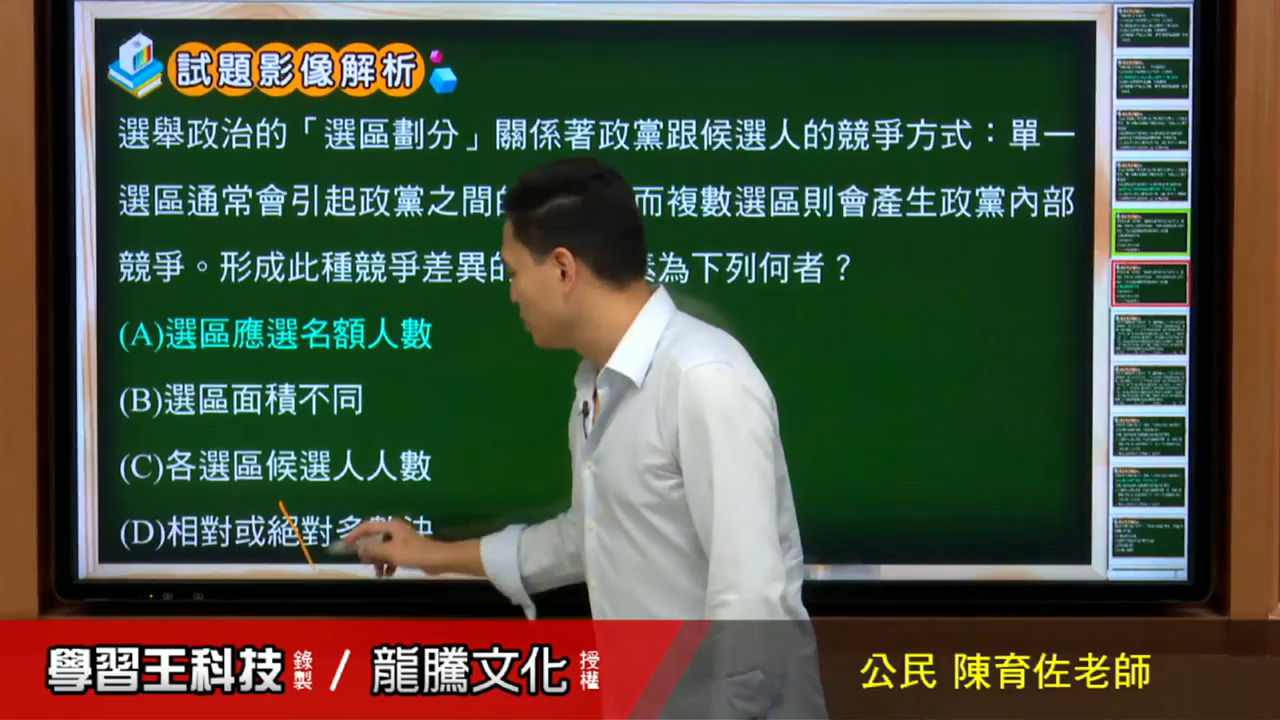 試題影像解析
選舉政治的「選區劃分」關係著政黨跟候選人的競爭方式：單一
選區通常會引起政黨之間的 而複數選區則會產生政黨內部
競爭。形成此種競爭差異的 為下列何者？
(A)選區應選名額人數
(B)選區面積不同
(C)各選區候選人人數
(D)相對或絕對多數決
學習王科技 錄製 / 龍騰文化 授權
公民 陳育佐老師